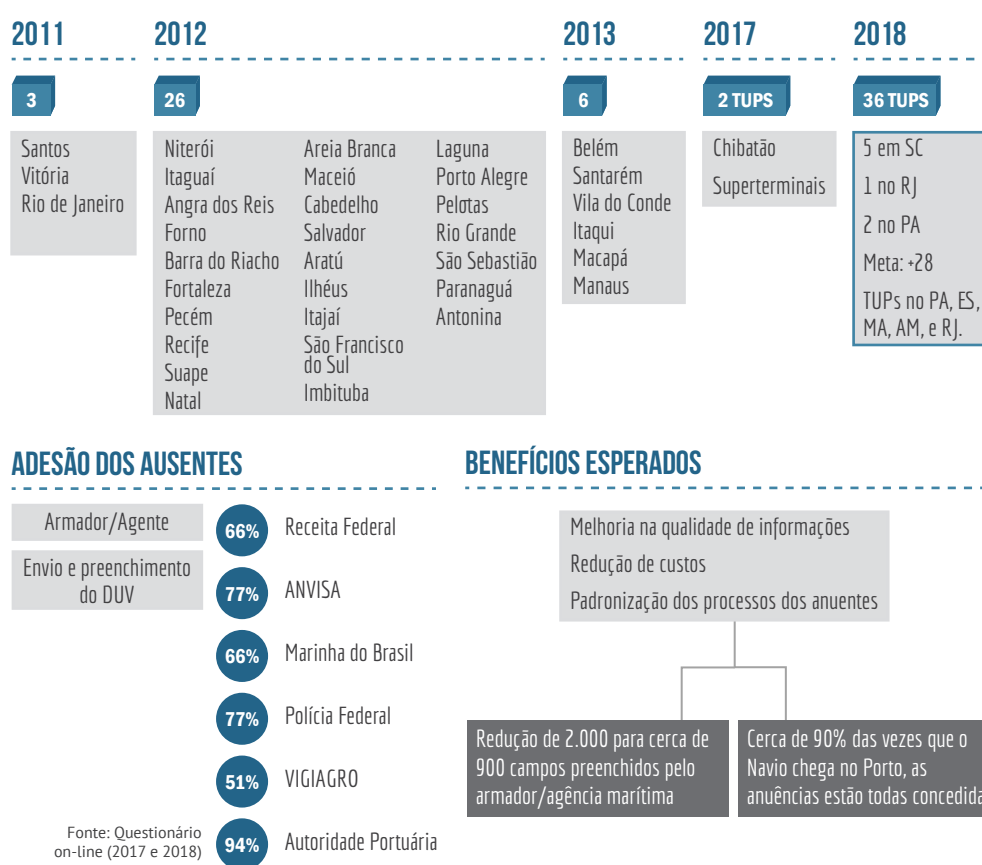 2011
3
Santos
Vitória
Rio de Janeiro
2012
26
Niterói
Itaguaí
Angra dos Reis
Forno
Barra do Riacho
Fortaleza
Pecém
Recife
Suape
Natal
Areia Branca
Maceió
Cabedelho
Salvador
Aratú
Ilhéus
Itajaí
São Francisco
do Sul
Imbituba
Laguna
Porto Alegre
Pelotas
Rio Grande
São Sebastião
Paranaguá
Antonina
2013
6
Belém
Santarém
Vila do Conde
Itaqui
Macapá
Manaus
2017
2 TUPS
Chibatão
Superterminais
2018
36 TUPS
5 em SC
1 no RJ
2 no PA
Meta: +28
TUPs no PA, ES,
MA, AM, e RJ.
ADESÃO DOS AUSENTES
Armador/Agente
Envio e preenchimento
do DUV
66% Receita Federal
77% ANVISA
66% Marinha do Brasil
77% Polícia Federal
51% VIGIAGRO
94% Autoridade Portuária
Fonte: Questionário
on-line (2017 e 2018)
BENEFÍCIOS ESPERADOS
Melhoria na qualidade de informações
Redução de custos
Padronização dos processos dos anuentes
Redução de 2.000 para cerca de
900 campos preenchidos pelo
armador/agência marítima
Cerca de 90% das vezes que o
Navio chega no Porto, as
anuências estão todas concedida